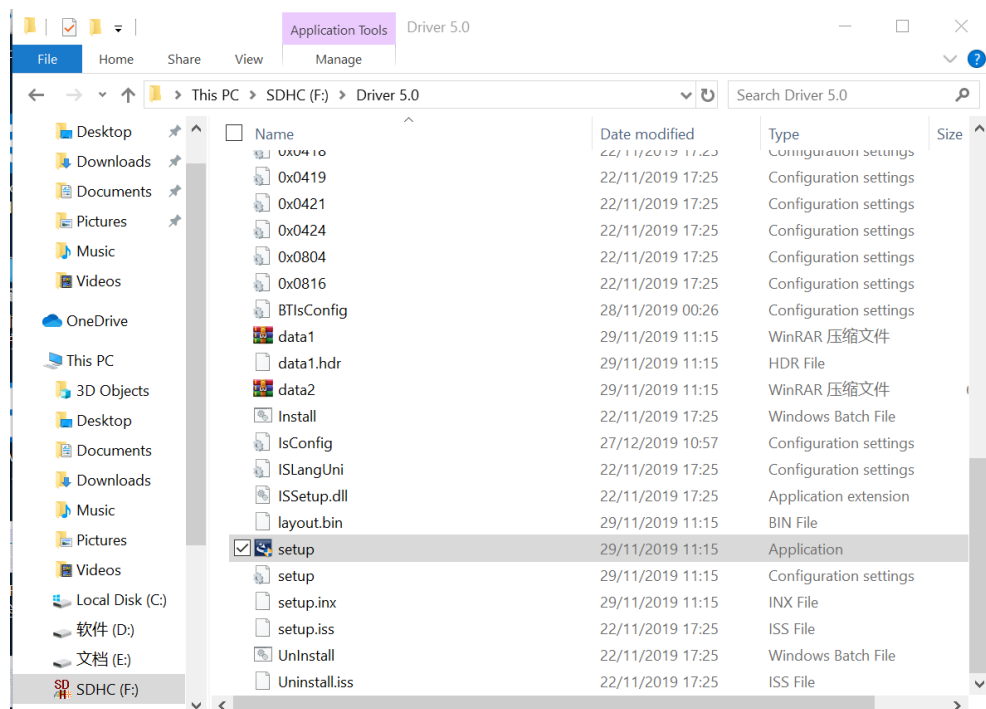 Application Tools Driver 5.0
File Home Share View Manage
This PC > SDHC (F:) > Driver 5.0 Search Driver 5.0
Desktop
Downloads
Documents
Pictures
Music
Videos
OneDrive
This PC
3D Objects
Desktop
Documents
Downloads
Music
Pictures
Videos
Local Disk (C:)
软件 (D:)
文档 (E:)
SDHC (F:)
Name Date modified Type Size
0x0418 22/11/2019 17:25 Configuration settings
0x0419 22/11/2019 17:25 Configuration settings
0x0421 22/11/2019 17:25 Configuration settings
0x0424 22/11/2019 17:25 Configuration settings
0x0804 22/11/2019 17:25 Configuration settings
0x0816 22/11/2019 17:25 Configuration settings
BTIsConfig 28/11/2019 00:26 Configuration settings
data1 29/11/2019 11:15 WinRAR 压缩文件
data1.hdr 29/11/2019 11:15 HDR File
data2 29/11/2019 11:15 WinRAR 压缩文件
Install 22/11/2019 17:25 Windows Batch File
IsConfig 27/12/2019 10:57 Configuration settings
ISLangUni 22/11/2019 17:25 Configuration settings
ISSetup.dll 22/11/2019 17:25 Application extension
layout.bin 29/11/2019 11:15 BIN File
setup 29/11/2019 11:15 Application
setup 29/11/2019 11:15 Configuration settings
setup.inx 29/11/2019 11:15 INX File
setup.iss 22/11/2019 17:25 ISS File
UnInstall 22/11/2019 17:25 Windows Batch File
Uninstall.iss 22/11/2019 17:25 ISS File